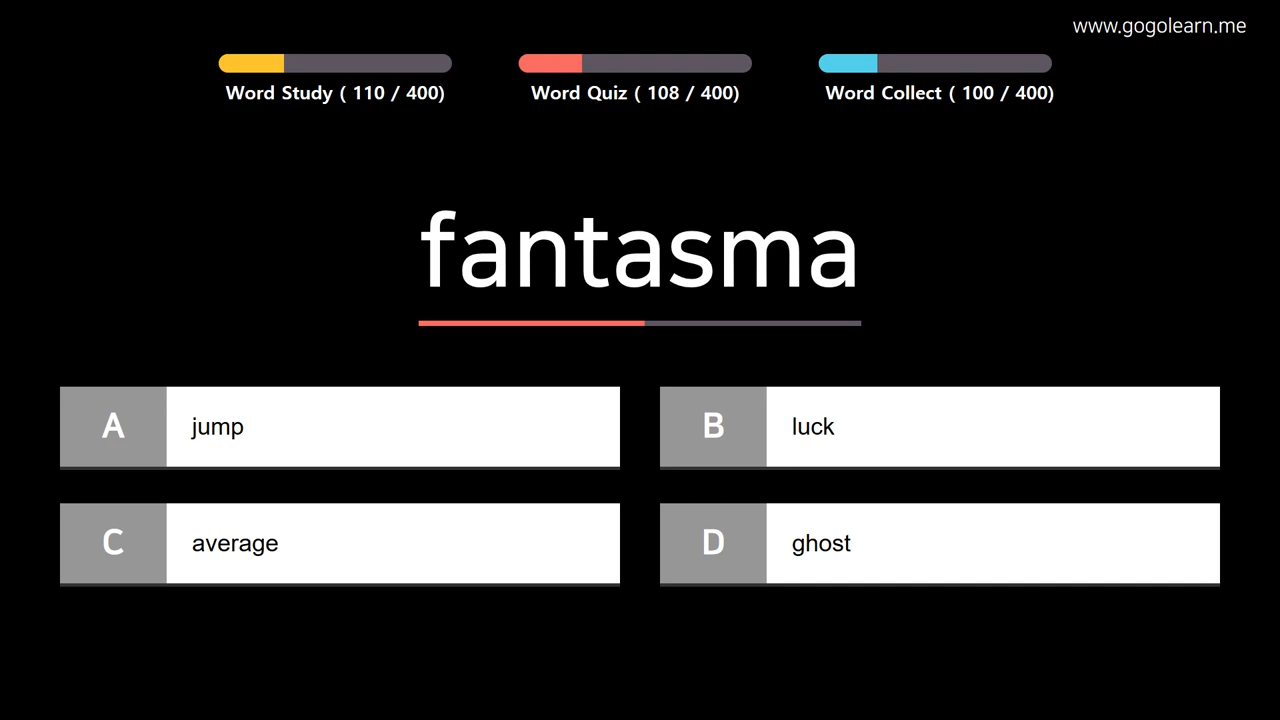 www.gogolearn.me
Word Study ( 110 / 400)
Word Quiz ( 108 / 400)
Word Collect ( 100 / 400)
fantasma
A jump
B luck
C average
D ghost